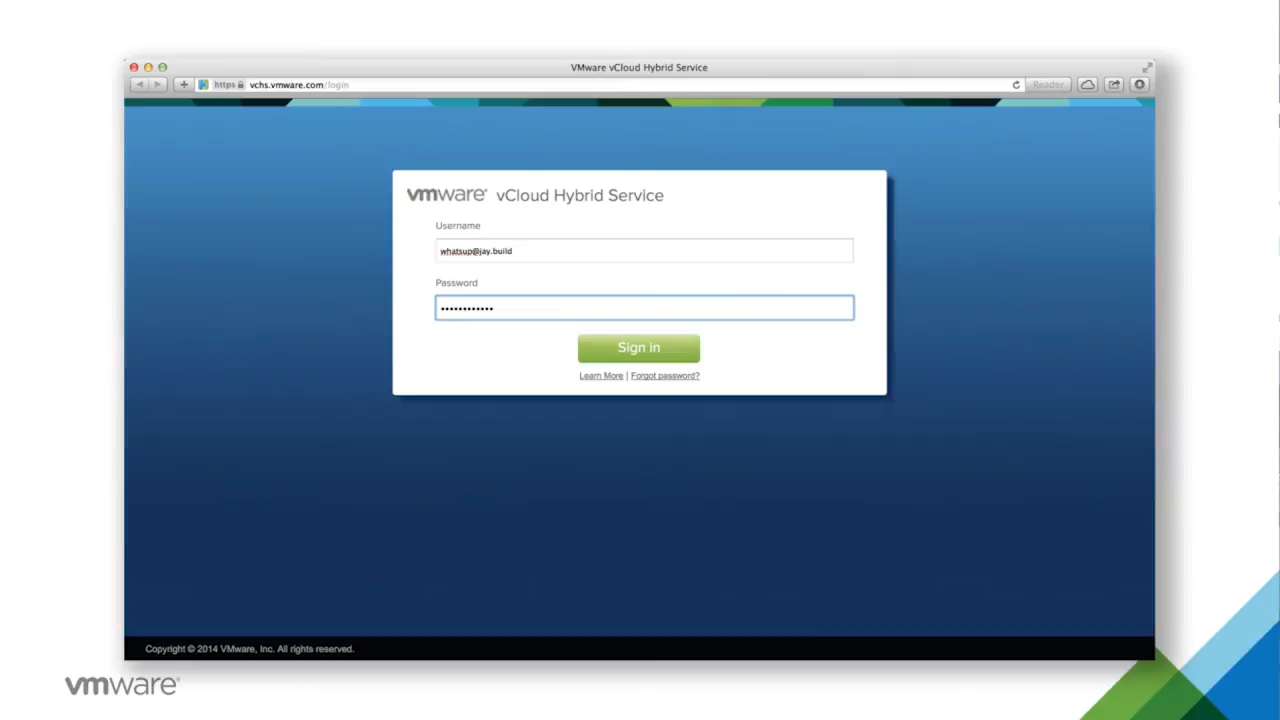 VMware vCloud Hybrid Service
https vchs.vmware.com/login
Reader
vmware® vCloud Hybrid Service
Username
whatsup@jay.build
Password
••••••••••••
Sign in
Learn More | Forgot password?
Copyright © 2014 VMware, Inc. All rights reserved.
vmware®